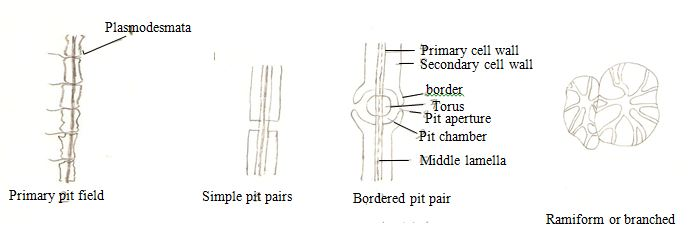 Plasmodesmata
Primary pit field
Simple pit pairs
Primary cell wall
Secondary cell wall
border
Torus
Pit aperture
Pit chamber
Middle lamella
Bordered pit pair
Ramiform or branched